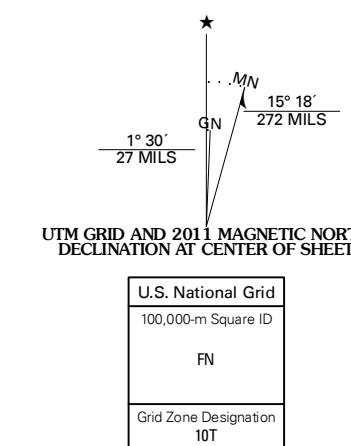 ★
MN
15° 18´
272 MILS
GN
1° 30´
27 MILS
UTM GRID AND 2011 MAGNETIC NORT
DECLINATION AT CENTER OF SHEET
U.S. National Grid
100,000-m Square ID
FN
Grid Zone Designation
10T